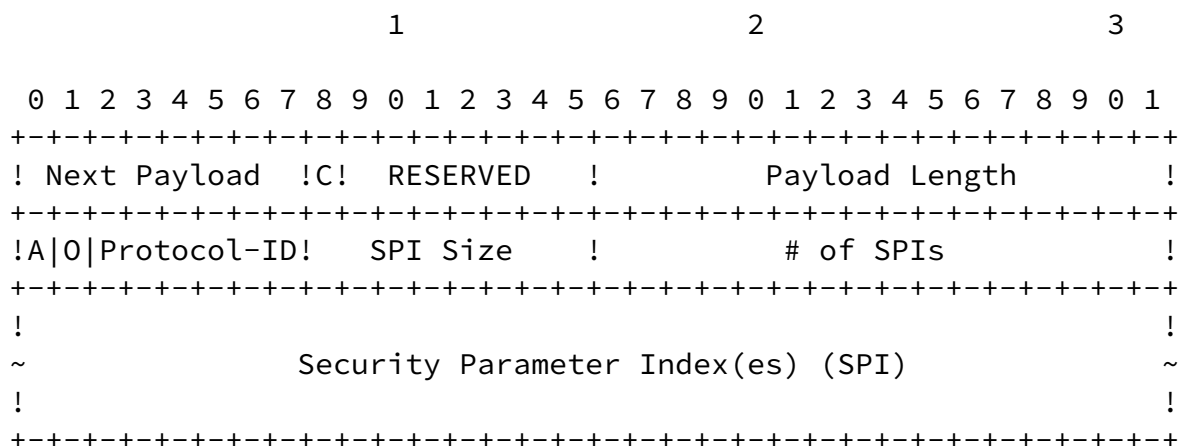 1                   2                   3
 0 1 2 3 4 5 6 7 8 9 0 1 2 3 4 5 6 7 8 9 0 1 2 3 4 5 6 7 8 9 0 1
+-+-+-+-+-+-+-+-+-+-+-+-+-+-+-+-+-+-+-+-+-+-+-+-+-+-+-+-+-+-+-+-+
! Next Payload  !C!  RESERVED   !         Payload Length        !
+-+-+-+-+-+-+-+-+-+-+-+-+-+-+-+-+-+-+-+-+-+-+-+-+-+-+-+-+-+-+-+-+
!A|O|Protocol-ID!   SPI Size    !          # of SPIs            !
+-+-+-+-+-+-+-+-+-+-+-+-+-+-+-+-+-+-+-+-+-+-+-+-+-+-+-+-+-+-+-+-+
!                                                               !
~               Security Parameter Index(es) (SPI)              ~
!                                                               !
+-+-+-+-+-+-+-+-+-+-+-+-+-+-+-+-+-+-+-+-+-+-+-+-+-+-+-+-+-+-+-+-+